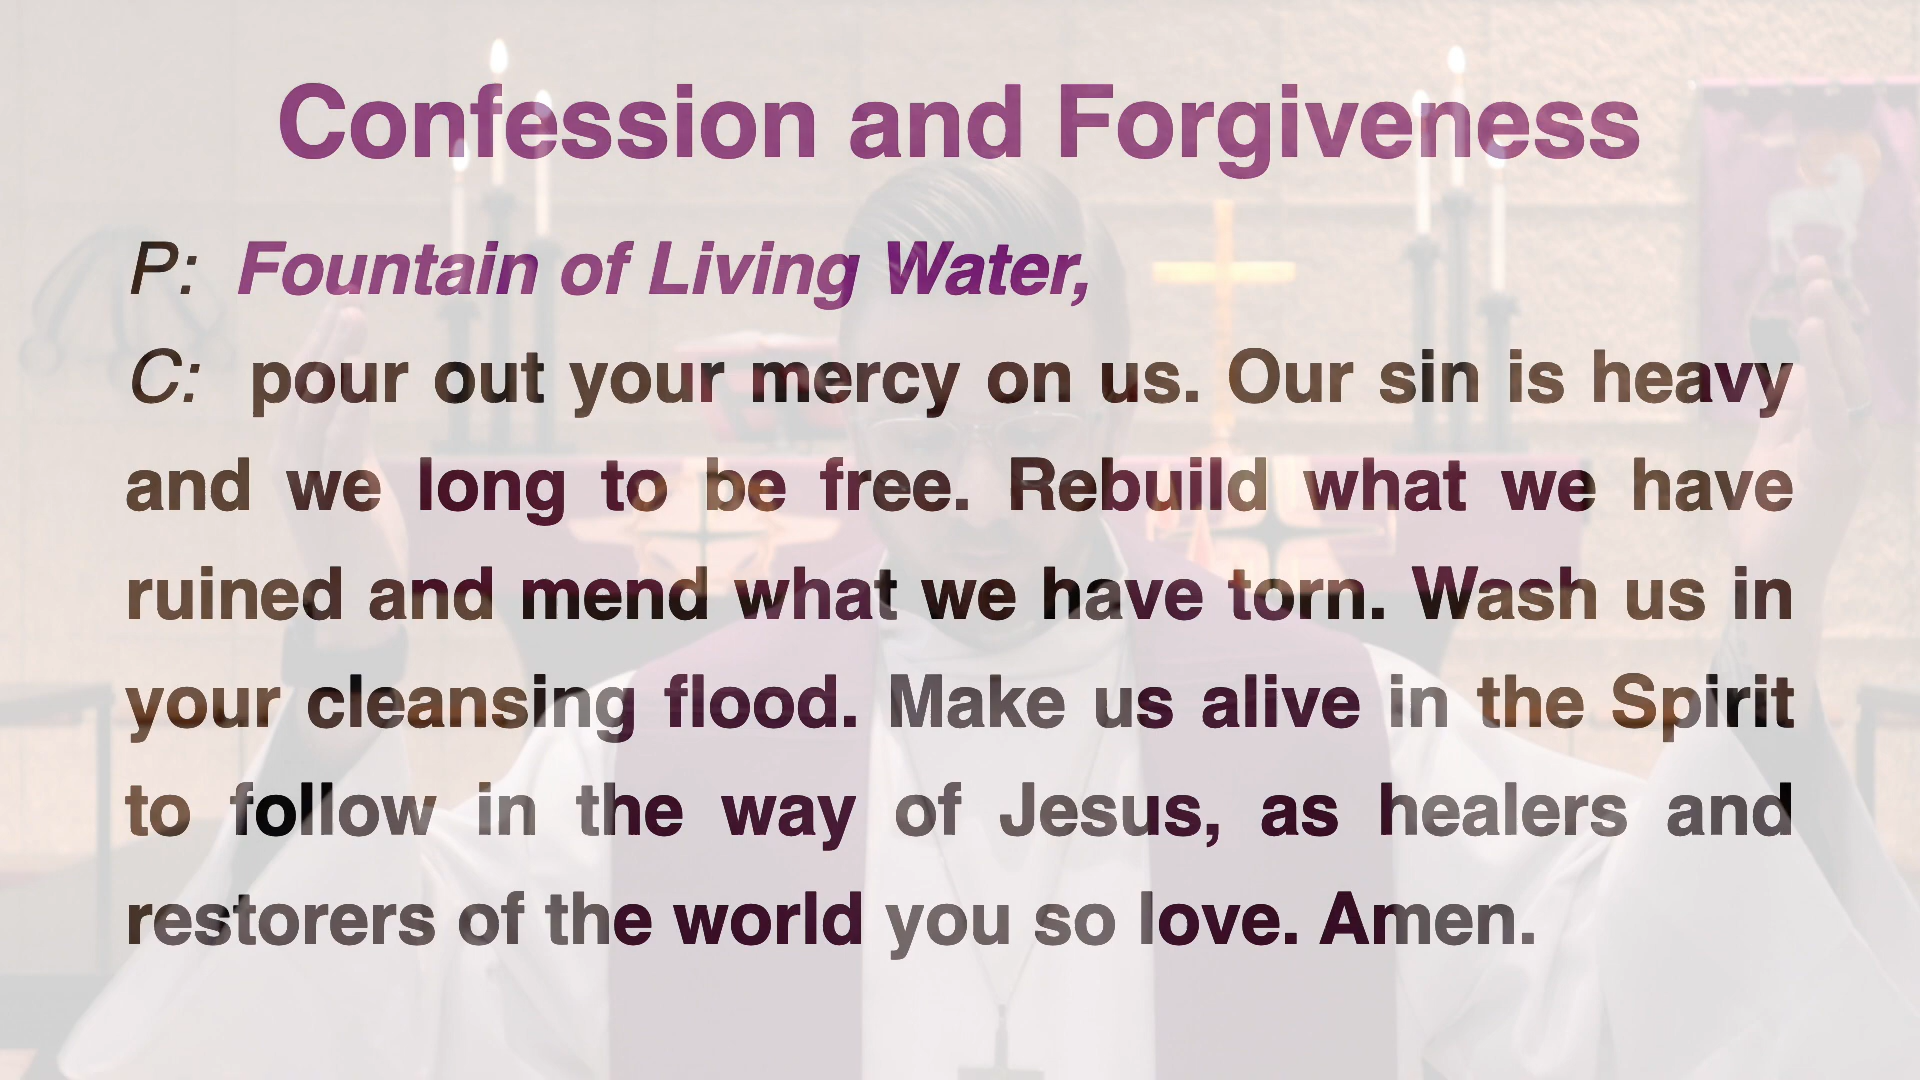 Confession and Forgiveness
P: Fountain of Living Water,
C: pour out your mercy on us. Our sin is heavy
and we long to be free. Rebuild what we have
ruined and mend what we have torn. Wash us in
your cleansing flood. Make us alive in the Spirit
to follow in the way of Jesus, as healers and
restorers of the world you so love. Amen.